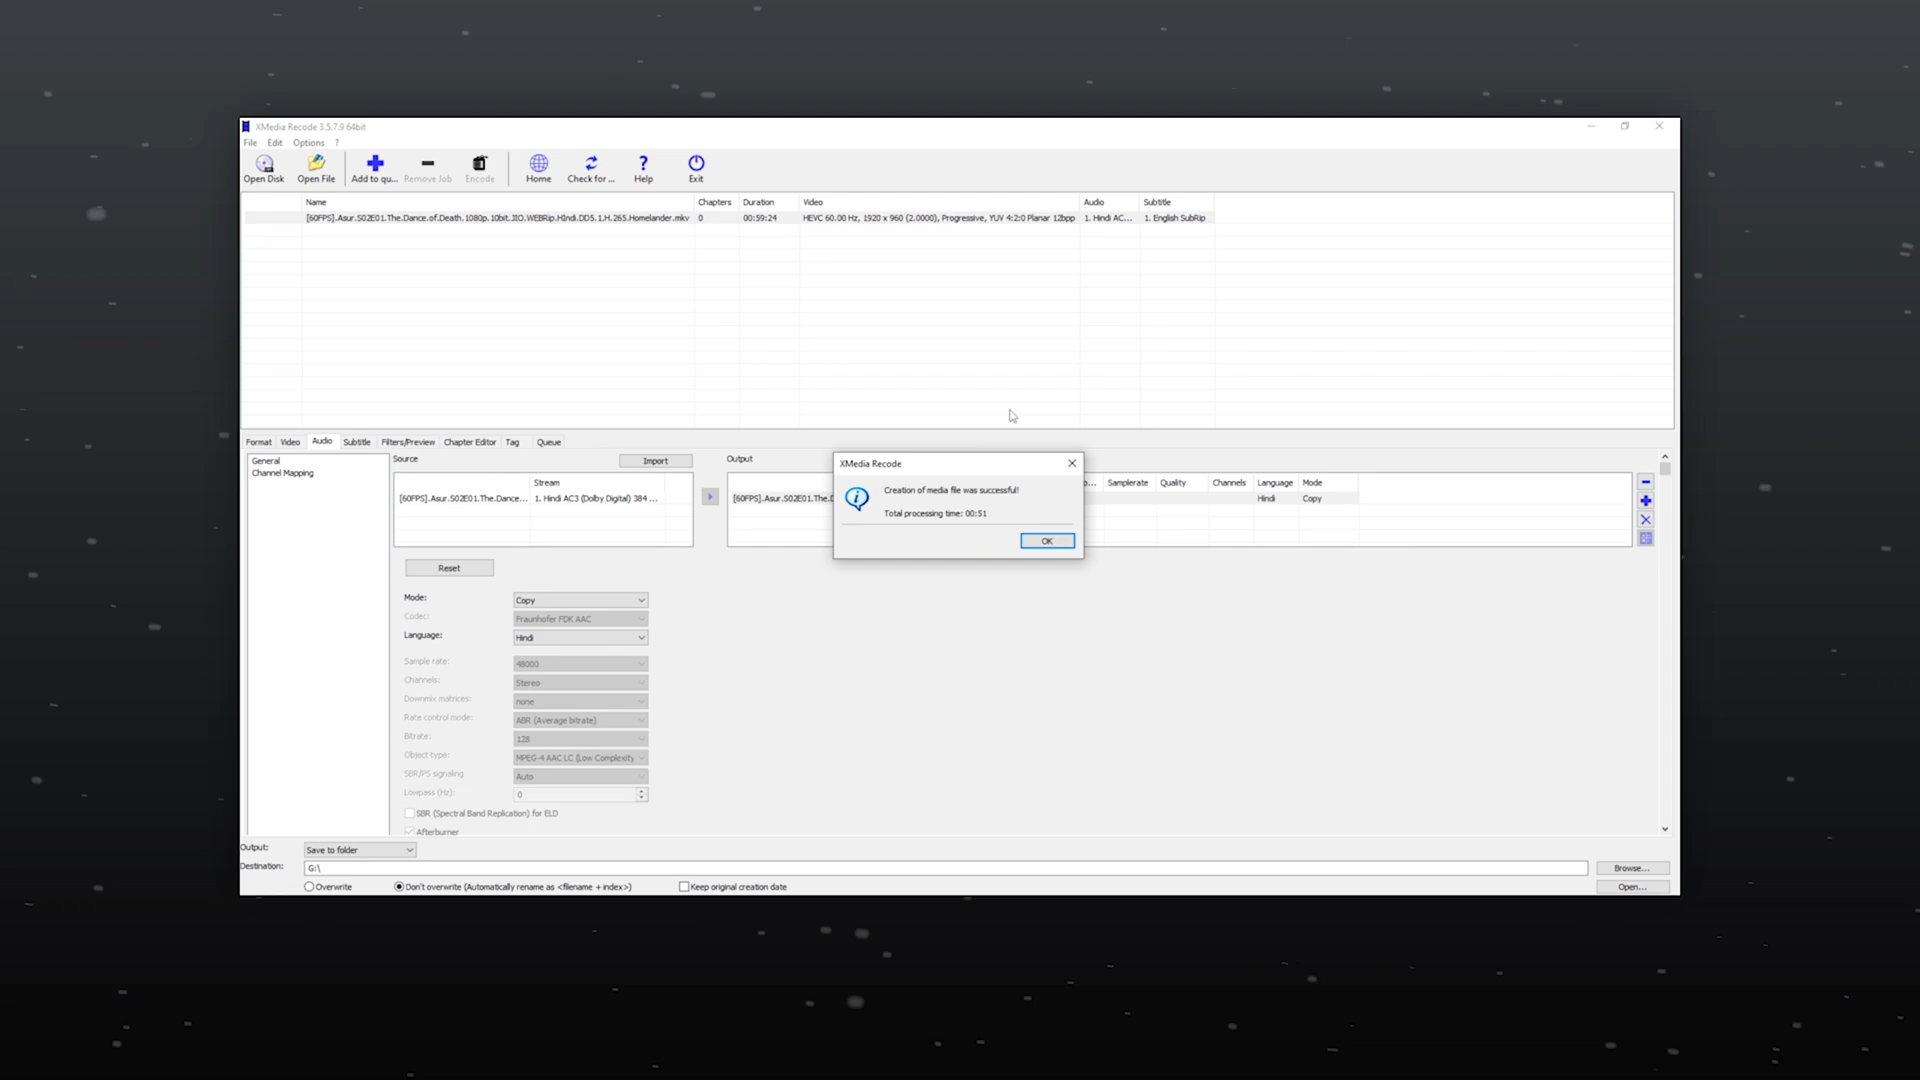 XMedia Recode 3.5.7.9 64bit
File Edit Options ?
Open Disk Open File Add to qu... Remove Job Encode Home Check for ... Help Exit
Name Chapters Duration Video Audio Subtitle
[60FPS].Asur.S02E01.The.Dance.of.Death.1080p.10bit.JIO.WEBRip.HIndi.DD5.1.H.265.Homelander.mkv 0 00:59:24 HEVC 60.00 Hz, 1920 x 960 (2.0000), Progressive, YUV 4:2:0 Planar 12bpp 1. Hindi AC... 1. English SubRip
Format Video Audio Subtitle Filters/Preview Chapter Editor Tag Queue
General
Channel Mapping
Source Import
Stream
[60FPS].Asur.S02E01.The.Dance... 1. Hindi AC3 (Dolby Digital) 384 ...
Output
Samplerate Quality Channels Language Mode
[60FPS].Asur.S02E01.The.D Hindi Copy
XMedia Recode
Creation of media file was successful!
Total processing time: 00:51
OK
Reset
Mode: Copy
Codec: Fraunhofer FDK AAC
Language: Hindi
Sample rate: 48000
Channels: Stereo
Downmix matrices: none
Rate control mode: ABR (Average bitrate)
Bitrate: 128
Object type: MPEG-4 AAC LC (Low Complexity
SBR/PS signaling Auto
Lowpass (Hz): 0
SBR (Spectral Band Replication) for ELD
Afterburner
Output: Save to folder
Destination: G:\ Browse...
Overwrite Don't overwrite (Automatically rename as <filename + index>) Keep original creation date Open...